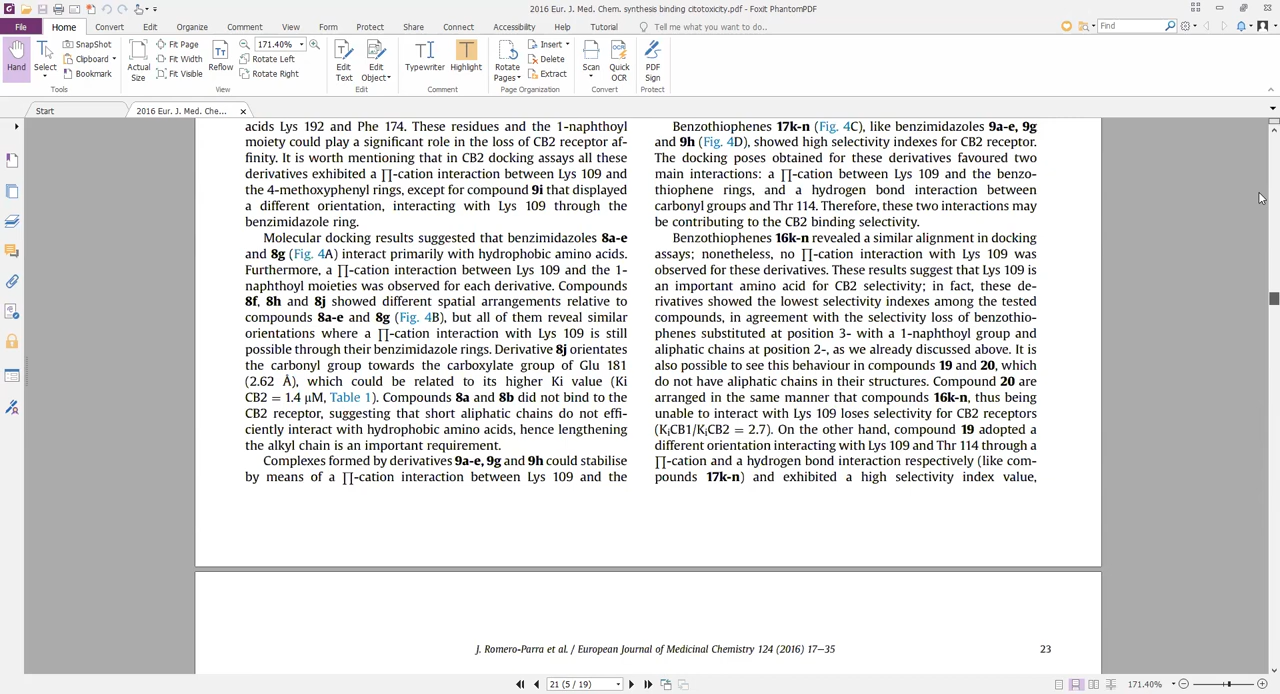 2016 Eur. J. Med. Chem. synthesis binding citotoxicity.pdf - Foxit PhantomPDF
File Home Convert Edit Organize Comment View Form Protect Share Connect Accessibility Help Tutorial Tell me what you want to do.. Find
Hand
Select
SnapShot
Clipboard
Bookmark
Tools
Actual Size
Fit Page
Fit Width
Fit Visible
Reflow
171.40%
Rotate Left
Rotate Right
View
Edit Text
Edit Object
Edit
Typewriter
Highlight
Comment
Rotate Pages
Insert
Delete
Extract
Page Organization
Scan
Quick OCR
Convert
PDF Sign
Protect
Start
2016 Eur. J. Med. Che...
acids Lys 192 and Phe 174. These residues and the 1-naphthoyl
moiety could play a significant role in the loss of CB2 receptor af-
finity. It is worth mentioning that in CB2 docking assays all these
derivatives exhibited a ∏-cation interaction between Lys 109 and
the 4-methoxyphenyl rings, except for compound 9i that displayed
a different orientation, interacting with Lys 109 through the
benzimidazole ring.
Molecular docking results suggested that benzimidazoles 8a-e
and 8g (Fig. 4A) interact primarily with hydrophobic amino acids.
Furthermore, a ∏-cation interaction between Lys 109 and the 1-
naphthoyl moieties was observed for each derivative. Compounds
8f, 8h and 8j showed different spatial arrangements relative to
compounds 8a-e and 8g (Fig. 4B), but all of them reveal similar
orientations where a ∏-cation interaction with Lys 109 is still
possible through their benzimidazole rings. Derivative 8j orientates
the carbonyl group towards the carboxylate group of Glu 181
(2.62 Å), which could be related to its higher Ki value (Ki
CB2 = 1.4 μM, Table 1). Compounds 8a and 8b did not bind to the
CB2 receptor, suggesting that short aliphatic chains do not effi-
ciently interact with hydrophobic amino acids, hence lengthening
the alkyl chain is an important requirement.
Complexes formed by derivatives 9a-e, 9g and 9h could stabilise
by means of a ∏-cation interaction between Lys 109 and the
Benzothiophenes 17k-n (Fig. 4C), like benzimidazoles 9a-e, 9g
and 9h (Fig. 4D), showed high selectivity indexes for CB2 receptor.
The docking poses obtained for these derivatives favoured two
main interactions: a ∏-cation between Lys 109 and the benzo-
thiophene rings, and a hydrogen bond interaction between
carbonyl groups and Thr 114. Therefore, these two interactions may
be contributing to the CB2 binding selectivity.
Benzothiophenes 16k-n revealed a similar alignment in docking
assays; nonetheless, no ∏-cation interaction with Lys 109 was
observed for these derivatives. These results suggest that Lys 109 is
an important amino acid for CB2 selectivity; in fact, these de-
rivatives showed the lowest selectivity indexes among the tested
compounds, in agreement with the selectivity loss of benzothio-
phenes substituted at position 3- with a 1-naphthoyl group and
aliphatic chains at position 2-, as we already discussed above. It is
also possible to see this behaviour in compounds 19 and 20, which
do not have aliphatic chains in their structures. Compound 20 are
arranged in the same manner that compounds 16k-n, thus being
unable to interact with Lys 109 loses selectivity for CB2 receptors
(KiCB1/KiCB2 = 2.7). On the other hand, compound 19 adopted a
different orientation interacting with Lys 109 and Thr 114 through a
∏-cation and a hydrogen bond interaction respectively (like com-
pounds 17k-n) and exhibited a high selectivity index value,
J. Romero-Parra et al. / European Journal of Medicinal Chemistry 124 (2016) 17–35 23
21 (5 / 19) 171.40%